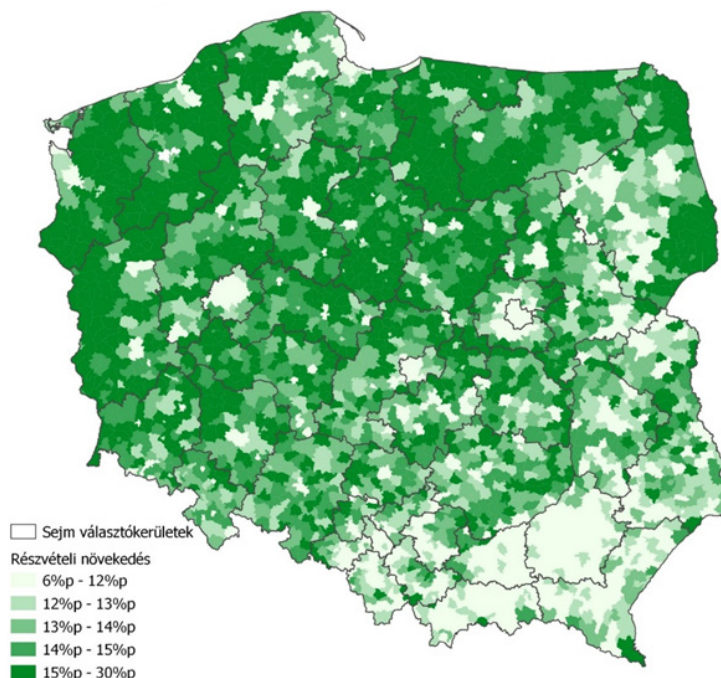 Sejm választókerületek
Részvételi növekedés
6%p - 12%p
12%p - 13%p
13%p - 14%p
14%p - 15%p
15%p - 30%p